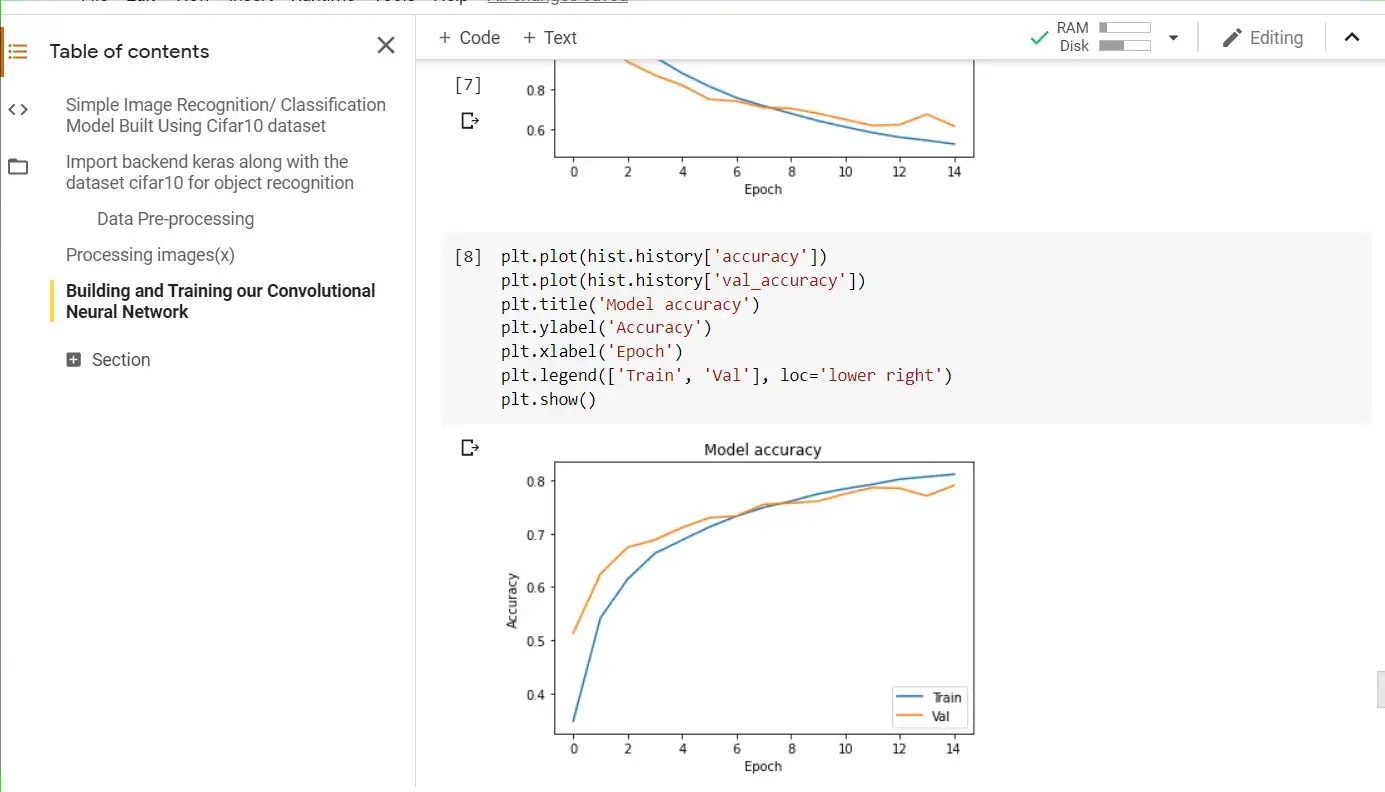 All changes saved
Table of contents
Simple Image Recognition/ Classification
Model Built Using Cifar10 dataset
Import backend keras along with the
dataset cifar10 for object recognition
Data Pre-processing
Processing images(x)
Building and Training our Convolutional
Neural Network
Section
+ Code + Text
RAM
Disk
Editing
[7]
0.8
0.6
0 2 4 6 8 10 12 14
Epoch
[8]
plt.plot(hist.history['accuracy'])
plt.plot(hist.history['val_accuracy'])
plt.title('Model accuracy')
plt.ylabel('Accuracy')
plt.xlabel('Epoch')
plt.legend(['Train', 'Val'], loc='lower right')
plt.show()
Model accuracy
0.8
0.7
0.6
0.5
0.4
Accuracy
Train
Val
0 2 4 6 8 10 12 14
Epoch